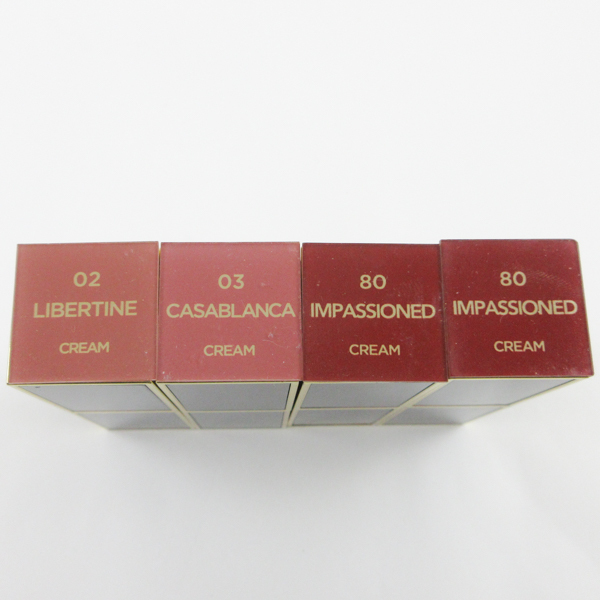 02
LIBERTINE
CREAM
03
CASABLANCA
CREAM
80
IMPASSIONED
CREAM
80
IMPASSIONED
CREAM